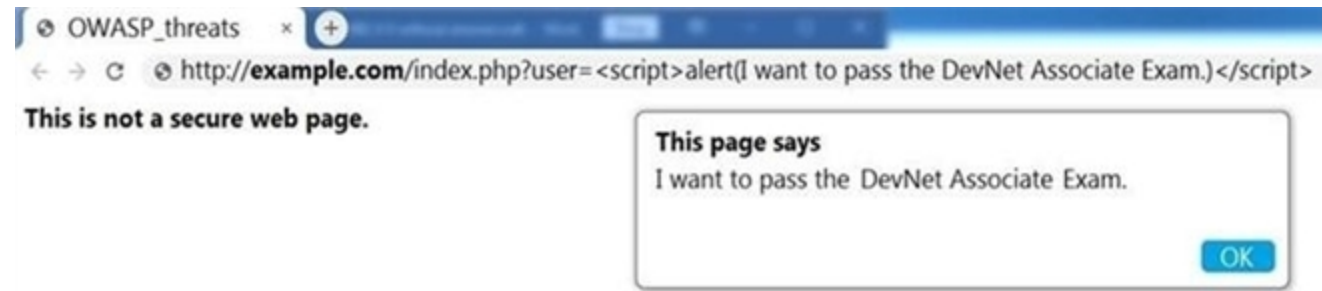 OWASP_threats × +
http://example.com/index.php?user=<script>alert(I want to pass the DevNet Associate Exam.)</script>
This is not a secure web page.
This page says
I want to pass the DevNet Associate Exam.
OK